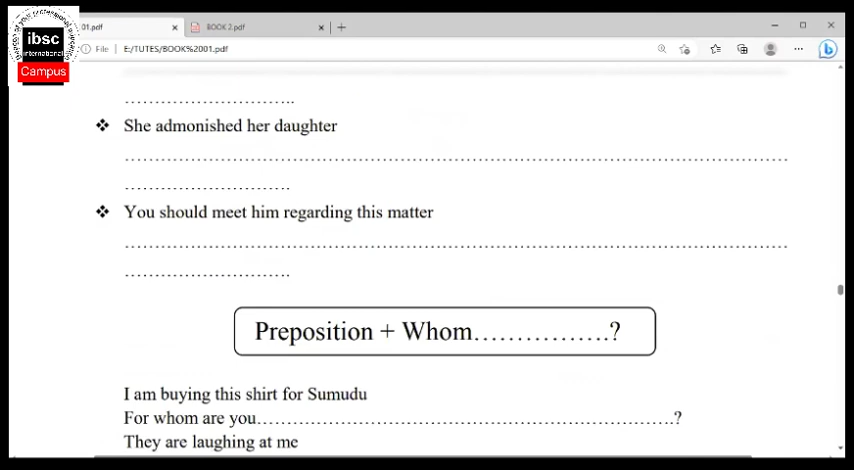 01.pdf
BOOK 2.pdf
ibsc
international
Campus
File
E:/TUTES/BOOK%2001.pdf
…………………………..
❖ She admonished her daughter
……………………………………………………………………………………………………
………………………….
❖ You should meet him regarding this matter
……………………………………………………………………………………………………
………………………….
Preposition + Whom…………….?
I am buying this shirt for Sumudu
For whom are you……………………………………………………………….?
They are laughing at me